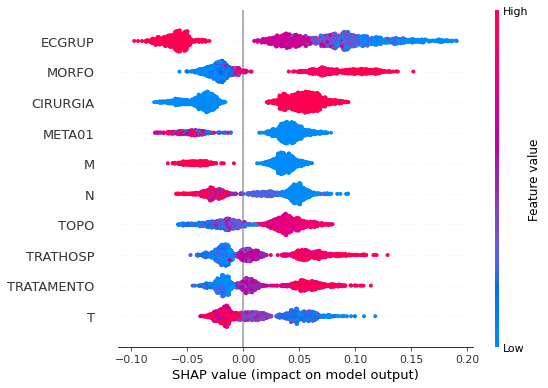 High
ECGRUP
MORFO
CIRURGIA
META01
M
N
TOPO
TRATHOSP
TRATAMENTO
T
Feature value
Low
−0.10 −0.05 0.00 0.05 0.10 0.15 0.20
SHAP value (impact on model output)